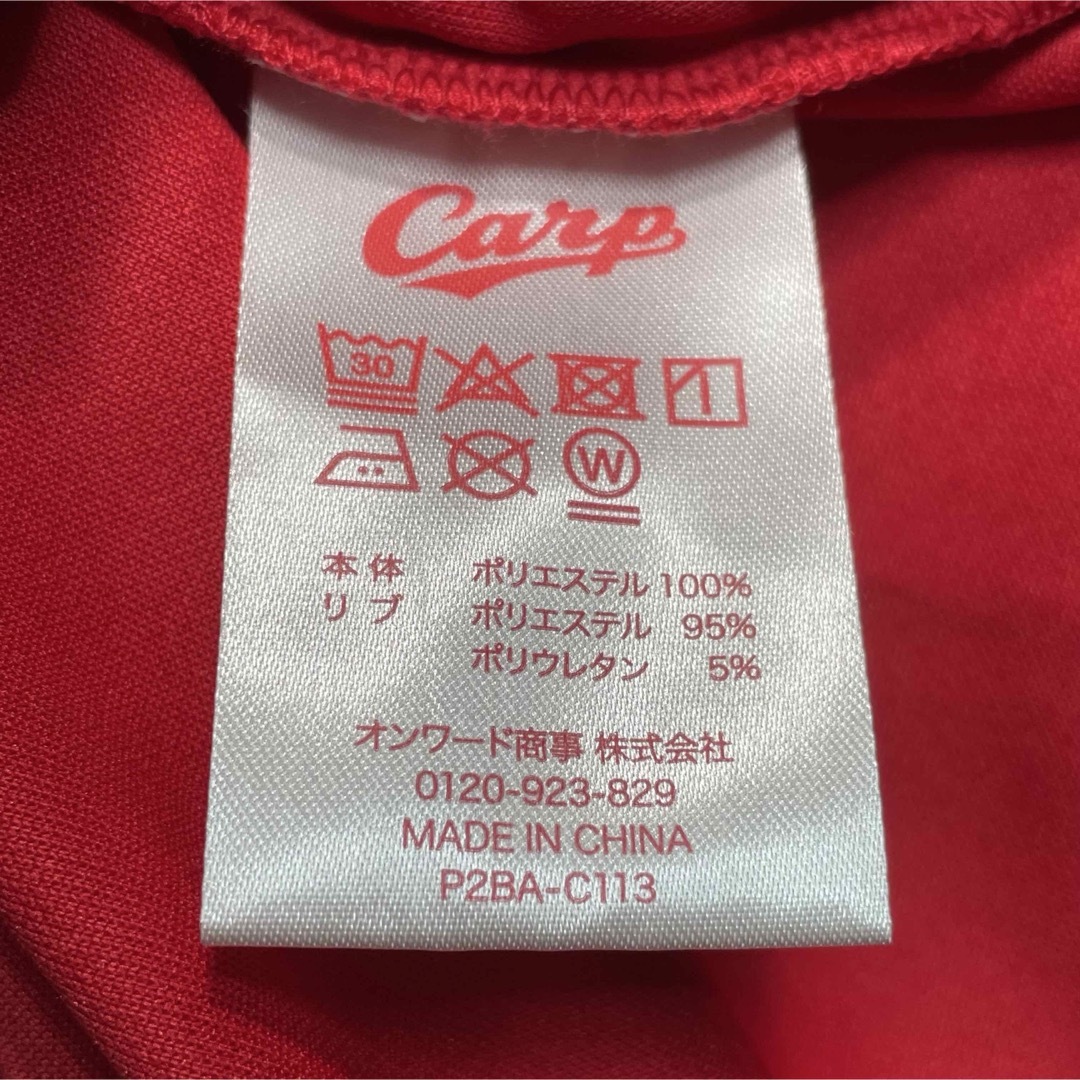 Carp
30
W
本体 ポリエステル 100%
リブ ポリエステル 95%
ポリウレタン 5%
オンワード商事 株式会社
0120-923-829
MADE IN CHINA
P2BA-C113